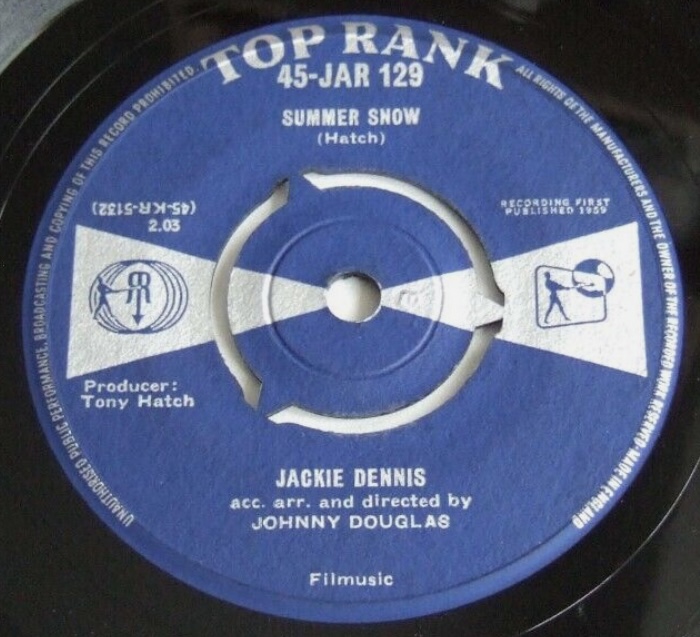 TOP RANK
45-JAR 129
SUMMER SNOW
(Hatch)
(45-KR-5132)
2.03
RECORDING FIRST
PUBLISHED 1959
Producer:
Tony Hatch
JACKIE DENNIS
acc. arr. and directed by
JOHNNY DOUGLAS
Filmusic
UNAUTHORISED PUBLIC PERFORMANCE, BROADCASTING AND COPYING OF THIS RECORD PROHIBITED.
ALL RIGHTS OF THE MANUFACTURERS AND THE OWNER OF THE RECORDED WORK RESERVED-MADE IN ENGLAND